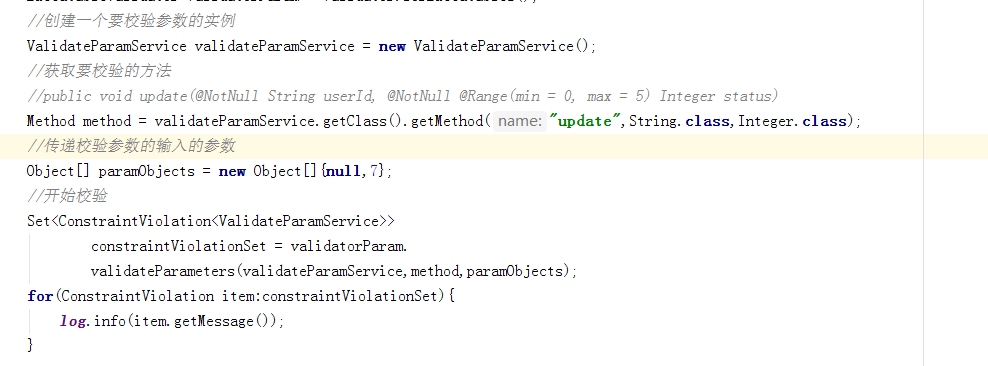 //创建一个要校验参数的实例
ValidateParamService validateParamService = new ValidateParamService();
//获取要校验的方法
//public void update(@NotNull String userId, @NotNull @Range(min = 0, max = 5) Integer status)
Method method = validateParamService.getClass().getMethod( name: "update",String.class,Integer.class);
//传递校验参数的输入的参数
Object[] paramObjects = new Object[]{null,7};
//开始校验
Set<ConstraintViolation<ValidateParamService>>
constraintViolationSet = validatorParam.
validateParameters(validateParamService,method,paramObjects);
for(ConstraintViolation item:constraintViolationSet){
log.info(item.getMessage());
}